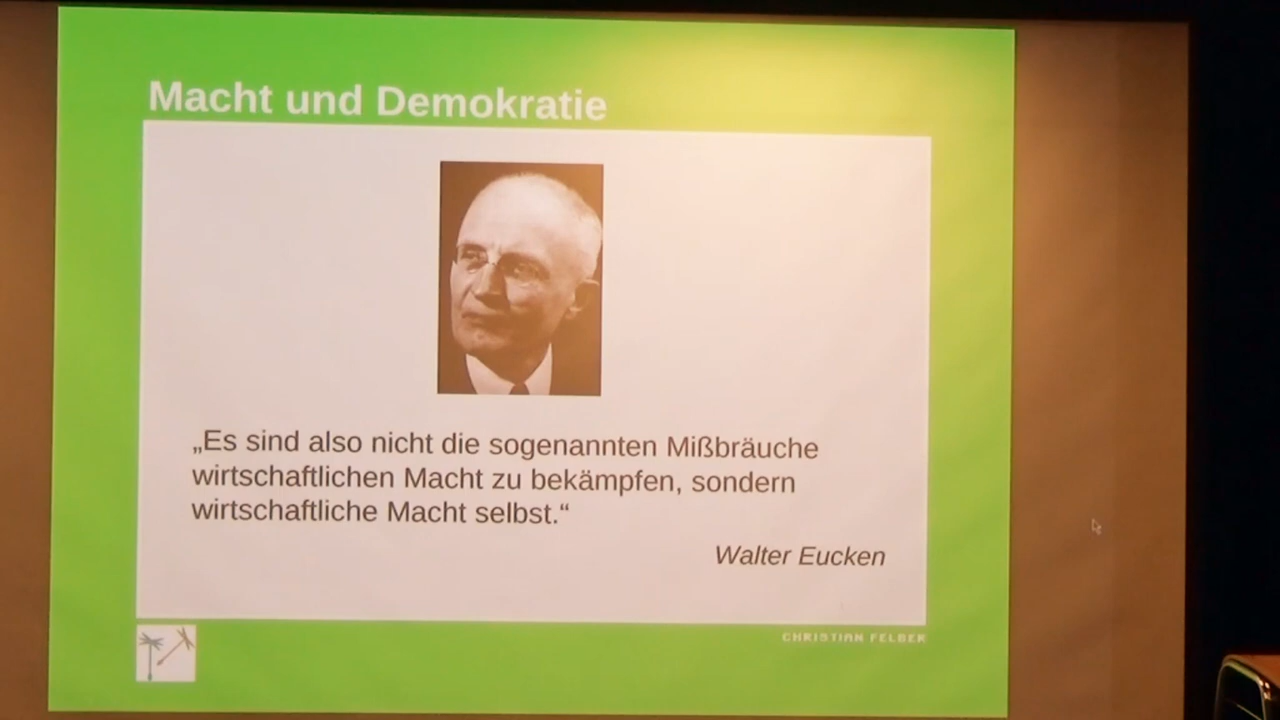 Macht und Demokratie
„Es sind also nicht die sogenannten Mißbräuche
wirtschaftlichen Macht zu bekämpfen, sondern
wirtschaftliche Macht selbst.“
Walter Eucken
CHRISTIAN FELBER